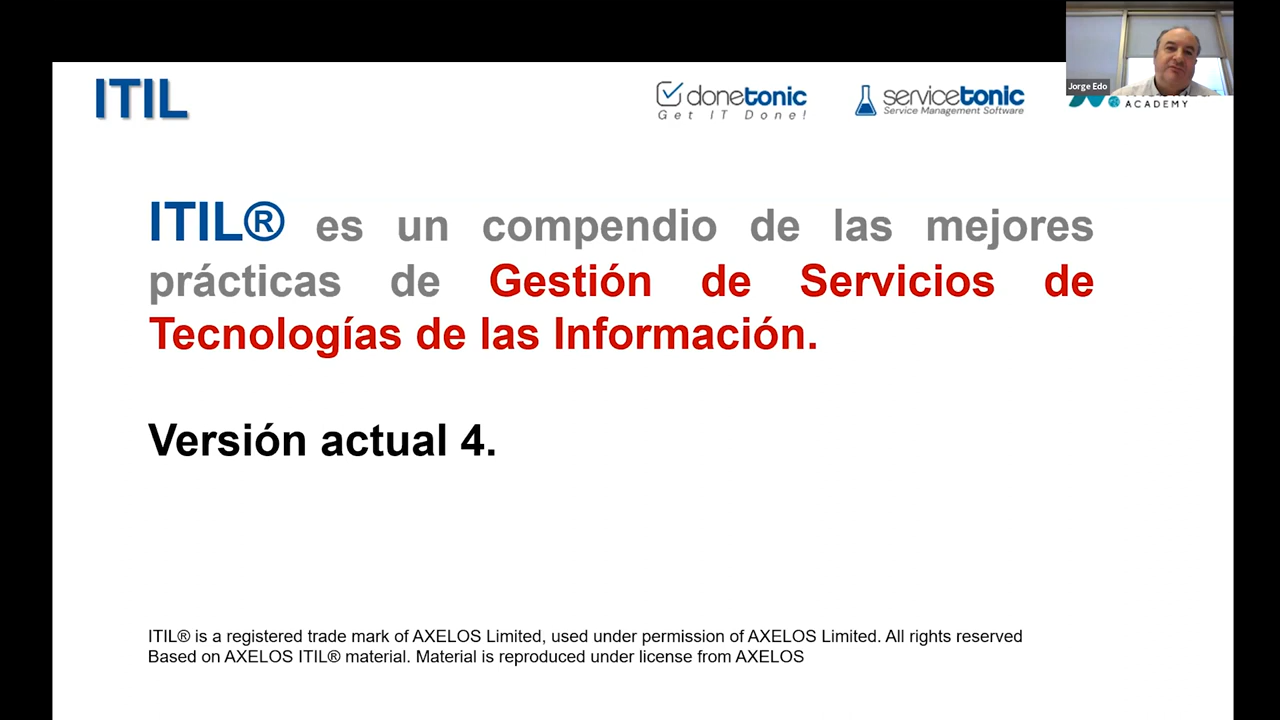 ITIL
donetonic
Get IT Done!
servicetonic
Service Management Software
Jorge Edo
ACADEMY
ITIL® es un compendio de las mejores
prácticas de Gestión de Servicios de
Tecnologías de las Información.
Versión actual 4.
ITIL® is a registered trade mark of AXELOS Limited, used under permission of AXELOS Limited. All rights reserved
Based on AXELOS ITIL® material. Material is reproduced under license from AXELOS